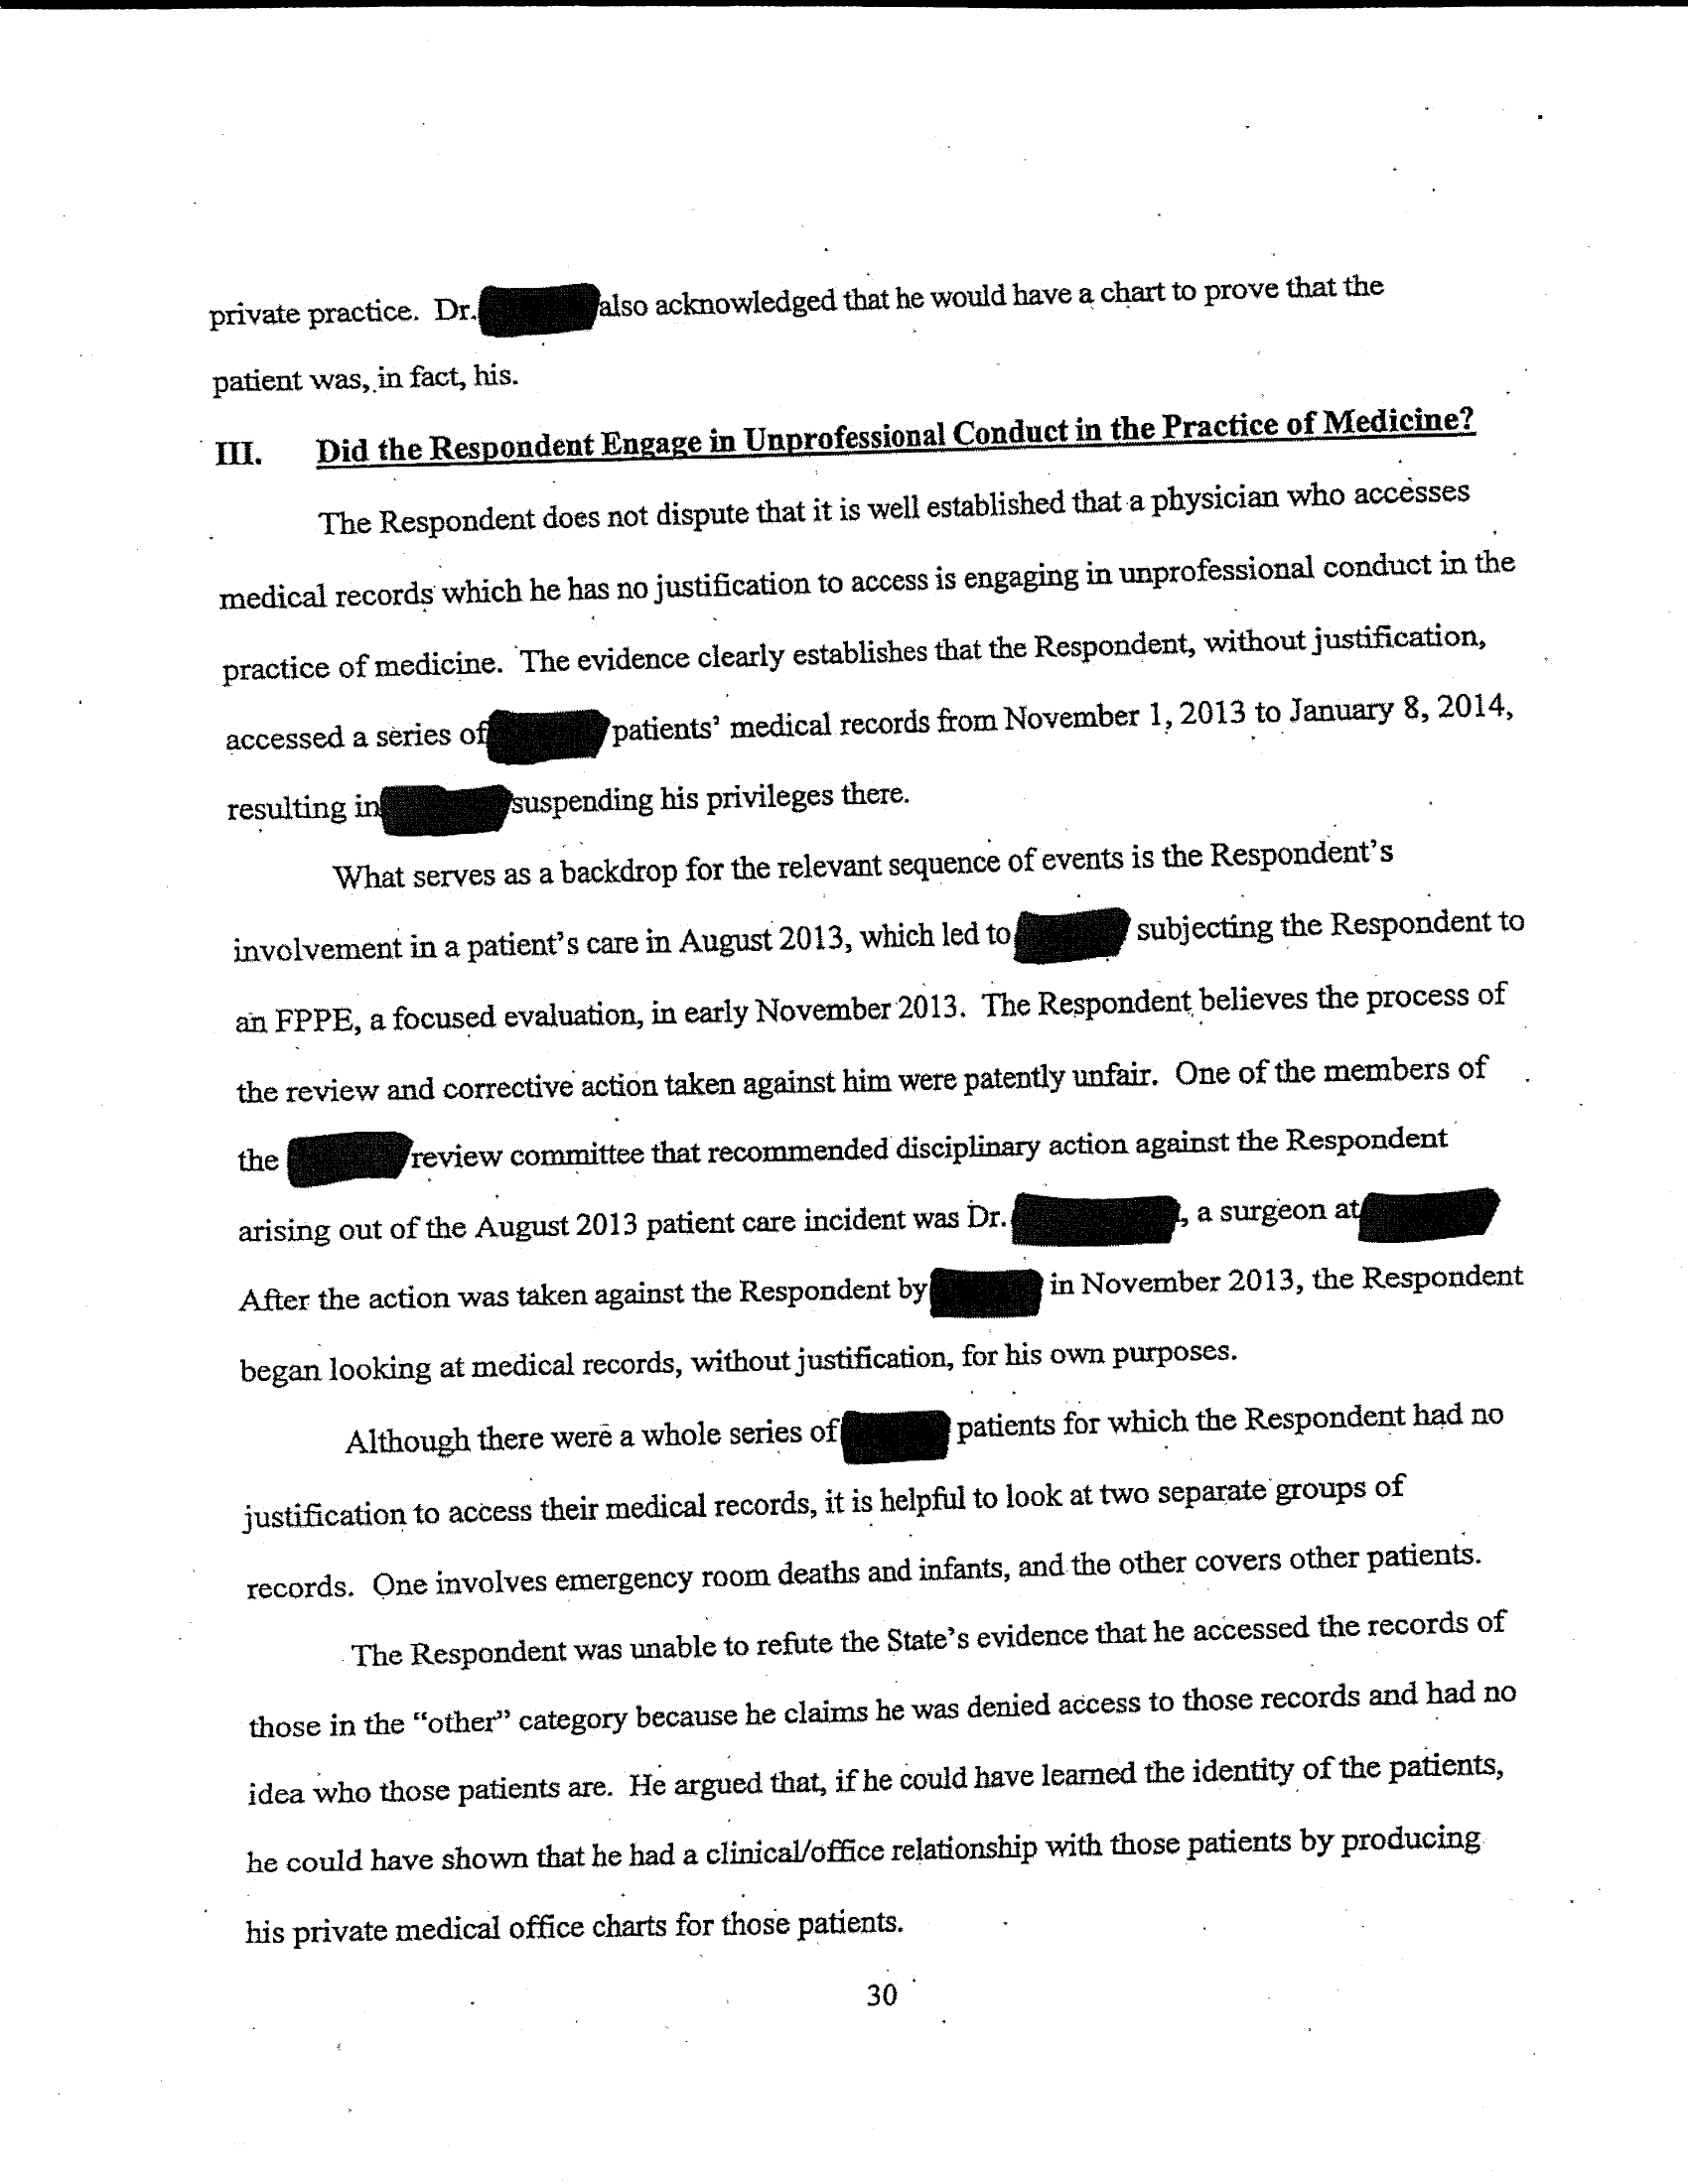 private practice. Dr. also acknowledged that he would have a chart to prove that the
patient was, in fact, his.
III. Did the Respondent Engage in Unprofessional Conduct in the Practice of Medicine?
The Respondent does not dispute that it is well established that a physician who accesses
medical records which he has no justification to access is engaging in unprofessional conduct in the
practice of medicine. The evidence clearly establishes that the Respondent, without justification,
accessed a series of patients' medical records from November 1, 2013 to January 8, 2014,
resulting in suspending his privileges there.
What serves as a backdrop for the relevant sequence of events is the Respondent's
involvement in a patient's care in August 2013, which led to subjecting the Respondent to
an FPPE, a focused evaluation, in early November 2013. The Respondent believes the process of
the review and corrective action taken against him were patently unfair. One of the members of
the review committee that recommended disciplinary action against the Respondent
arising out of the August 2013 patient care incident was Dr. , a surgeon at
After the action was taken against the Respondent by in November 2013, the Respondent
began looking at medical records, without justification, for his own purposes.
Although there were a whole series of patients for which the Respondent had no
justification to access their medical records, it is helpful to look at two separate groups of
records. One involves emergency room deaths and infants, and the other covers other patients.
The Respondent was unable to refute the State's evidence that he accessed the records of
those in the "other" category because he claims he was denied access to those records and had no
idea who those patients are. He argued that, if he could have learned the identity of the patients,
he could have shown that he had a clinical/office relationship with those patients by producing
his private medical office charts for those patients.
30